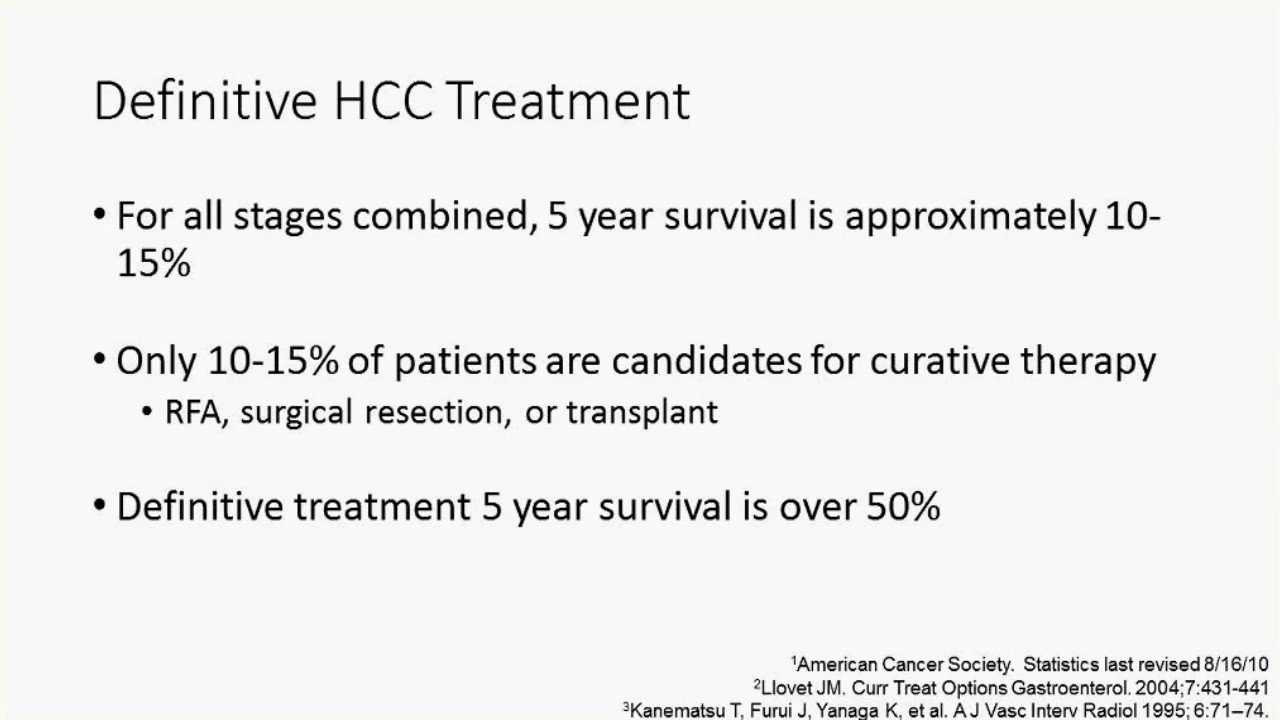 Definitive HCC Treatment
• For all stages combined, 5 year survival is approximately 10-
15%
• Only 10-15% of patients are candidates for curative therapy
• RFA, surgical resection, or transplant
• Definitive treatment 5 year survival is over 50%
¹American Cancer Society. Statistics last revised 8/16/10
²Llovet JM. Curr Treat Options Gastroenterol. 2004;7:431-441
³Kanematsu T, Furui J, Yanaga K, et al. A J Vasc Interv Radiol 1995; 6:71–74.